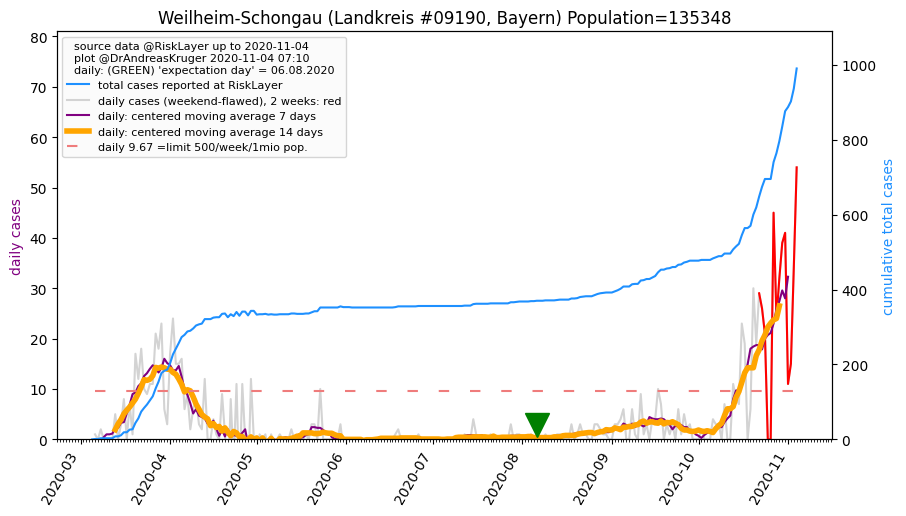 Weilheim-Schongau (Landkreis #09190, Bayern) Population=135348
source data @RiskLayer up to 2020-11-04
plot @DrAndreasKruger 2020-11-04 07:10
daily: (GREEN) 'expectation day' = 06.08.2020
total cases reported at RiskLayer
daily cases (weekend-flawed), 2 weeks: red
daily: centered moving average 7 days
daily: centered moving average 14 days
daily 9.67 =limit 500/week/1mio pop.
daily cases
80
70
60
50
40
30
20
10
0
cumulative total cases
1000
800
600
400
200
0
2020-03
2020-04
2020-05
2020-06
2020-07
2020-08
2020-09
2020-10
2020-11